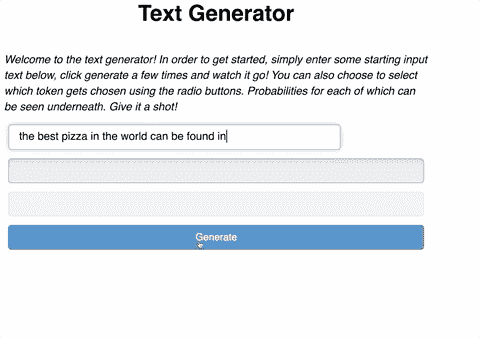 Text Generator
Welcome to the text generator! In order to get started, simply enter some starting input
text below, click generate a few times and watch it go! You can also choose to select
which token gets chosen using the radio buttons. Probabilities for each of which can
be seen underneath. Give it a shot!
the best pizza in the world can be found in
Generate